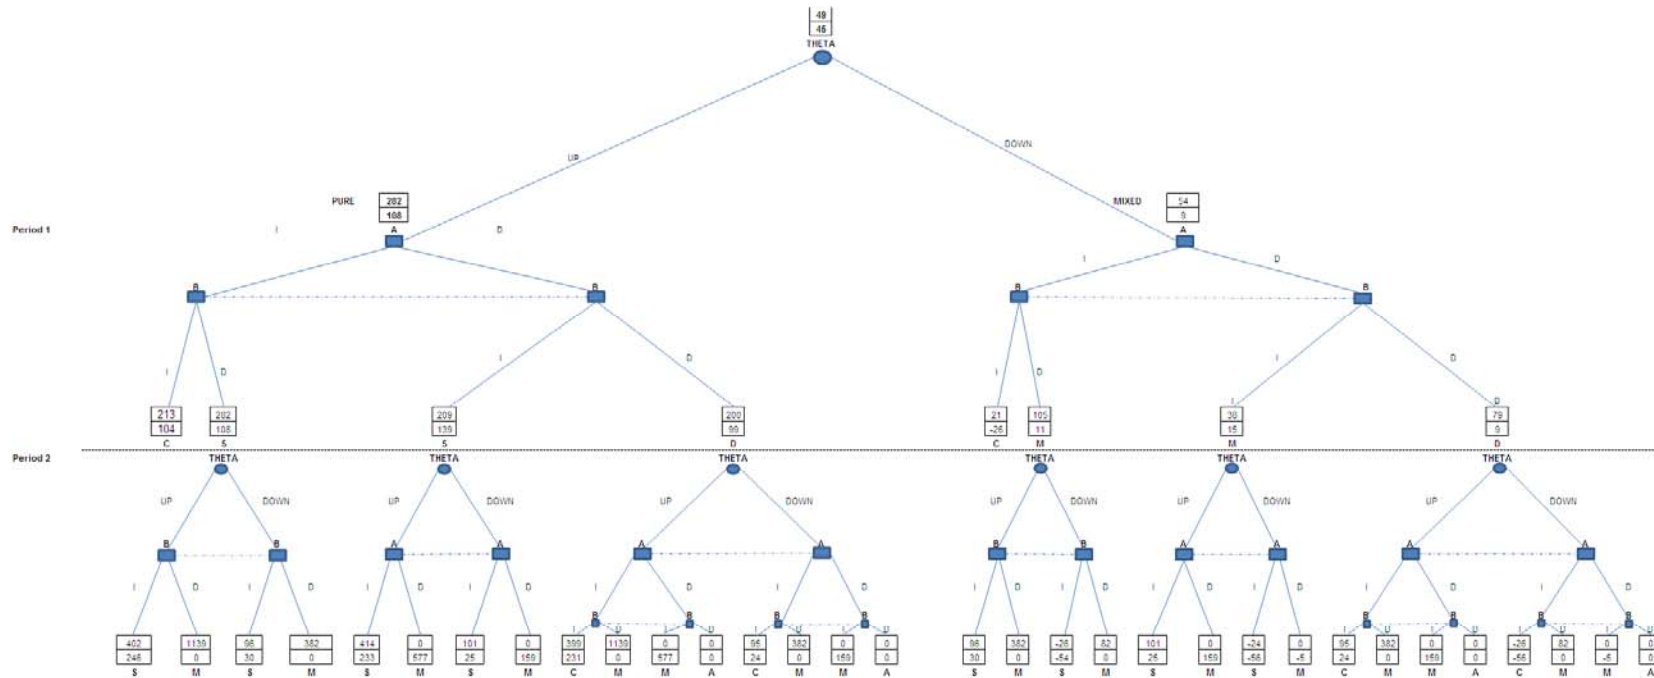 49
45
THETA
UP
DOWN
PURE 282 MIXED 54
108 9
Period 1 A A
I D I D
B B B B
I D I D I D I D
213 282 209 200 21 105 38 79
104 108 139 99 -26 11 15 9
C S S D C M M D
Period 2 THETA THETA THETA THETA THETA THETA
UP DOWN UP DOWN UP DOWN UP DOWN UP DOWN UP DOWN
B B A A A A B B A A A A
I D I D I D I D I D I D I D I D I D I D I D I D
B B B B B B B B
I D I D I D I D I D I D I D I D
402 1139 96 382 414 0 101 0 399 1139 0 0 95 382 0 0 96 382 -26 82 101 0 -24 0 95 382 0 0 -26 82 0 0
246 0 30 0 233 577 25 159 231 0 577 0 24 0 159 0 30 0 -54 0 25 159 -56 -5 24 0 159 0 -56 0 -5 0
S M S M S M S M C M M A C M M A S M S M S M S M C M M A C M M A